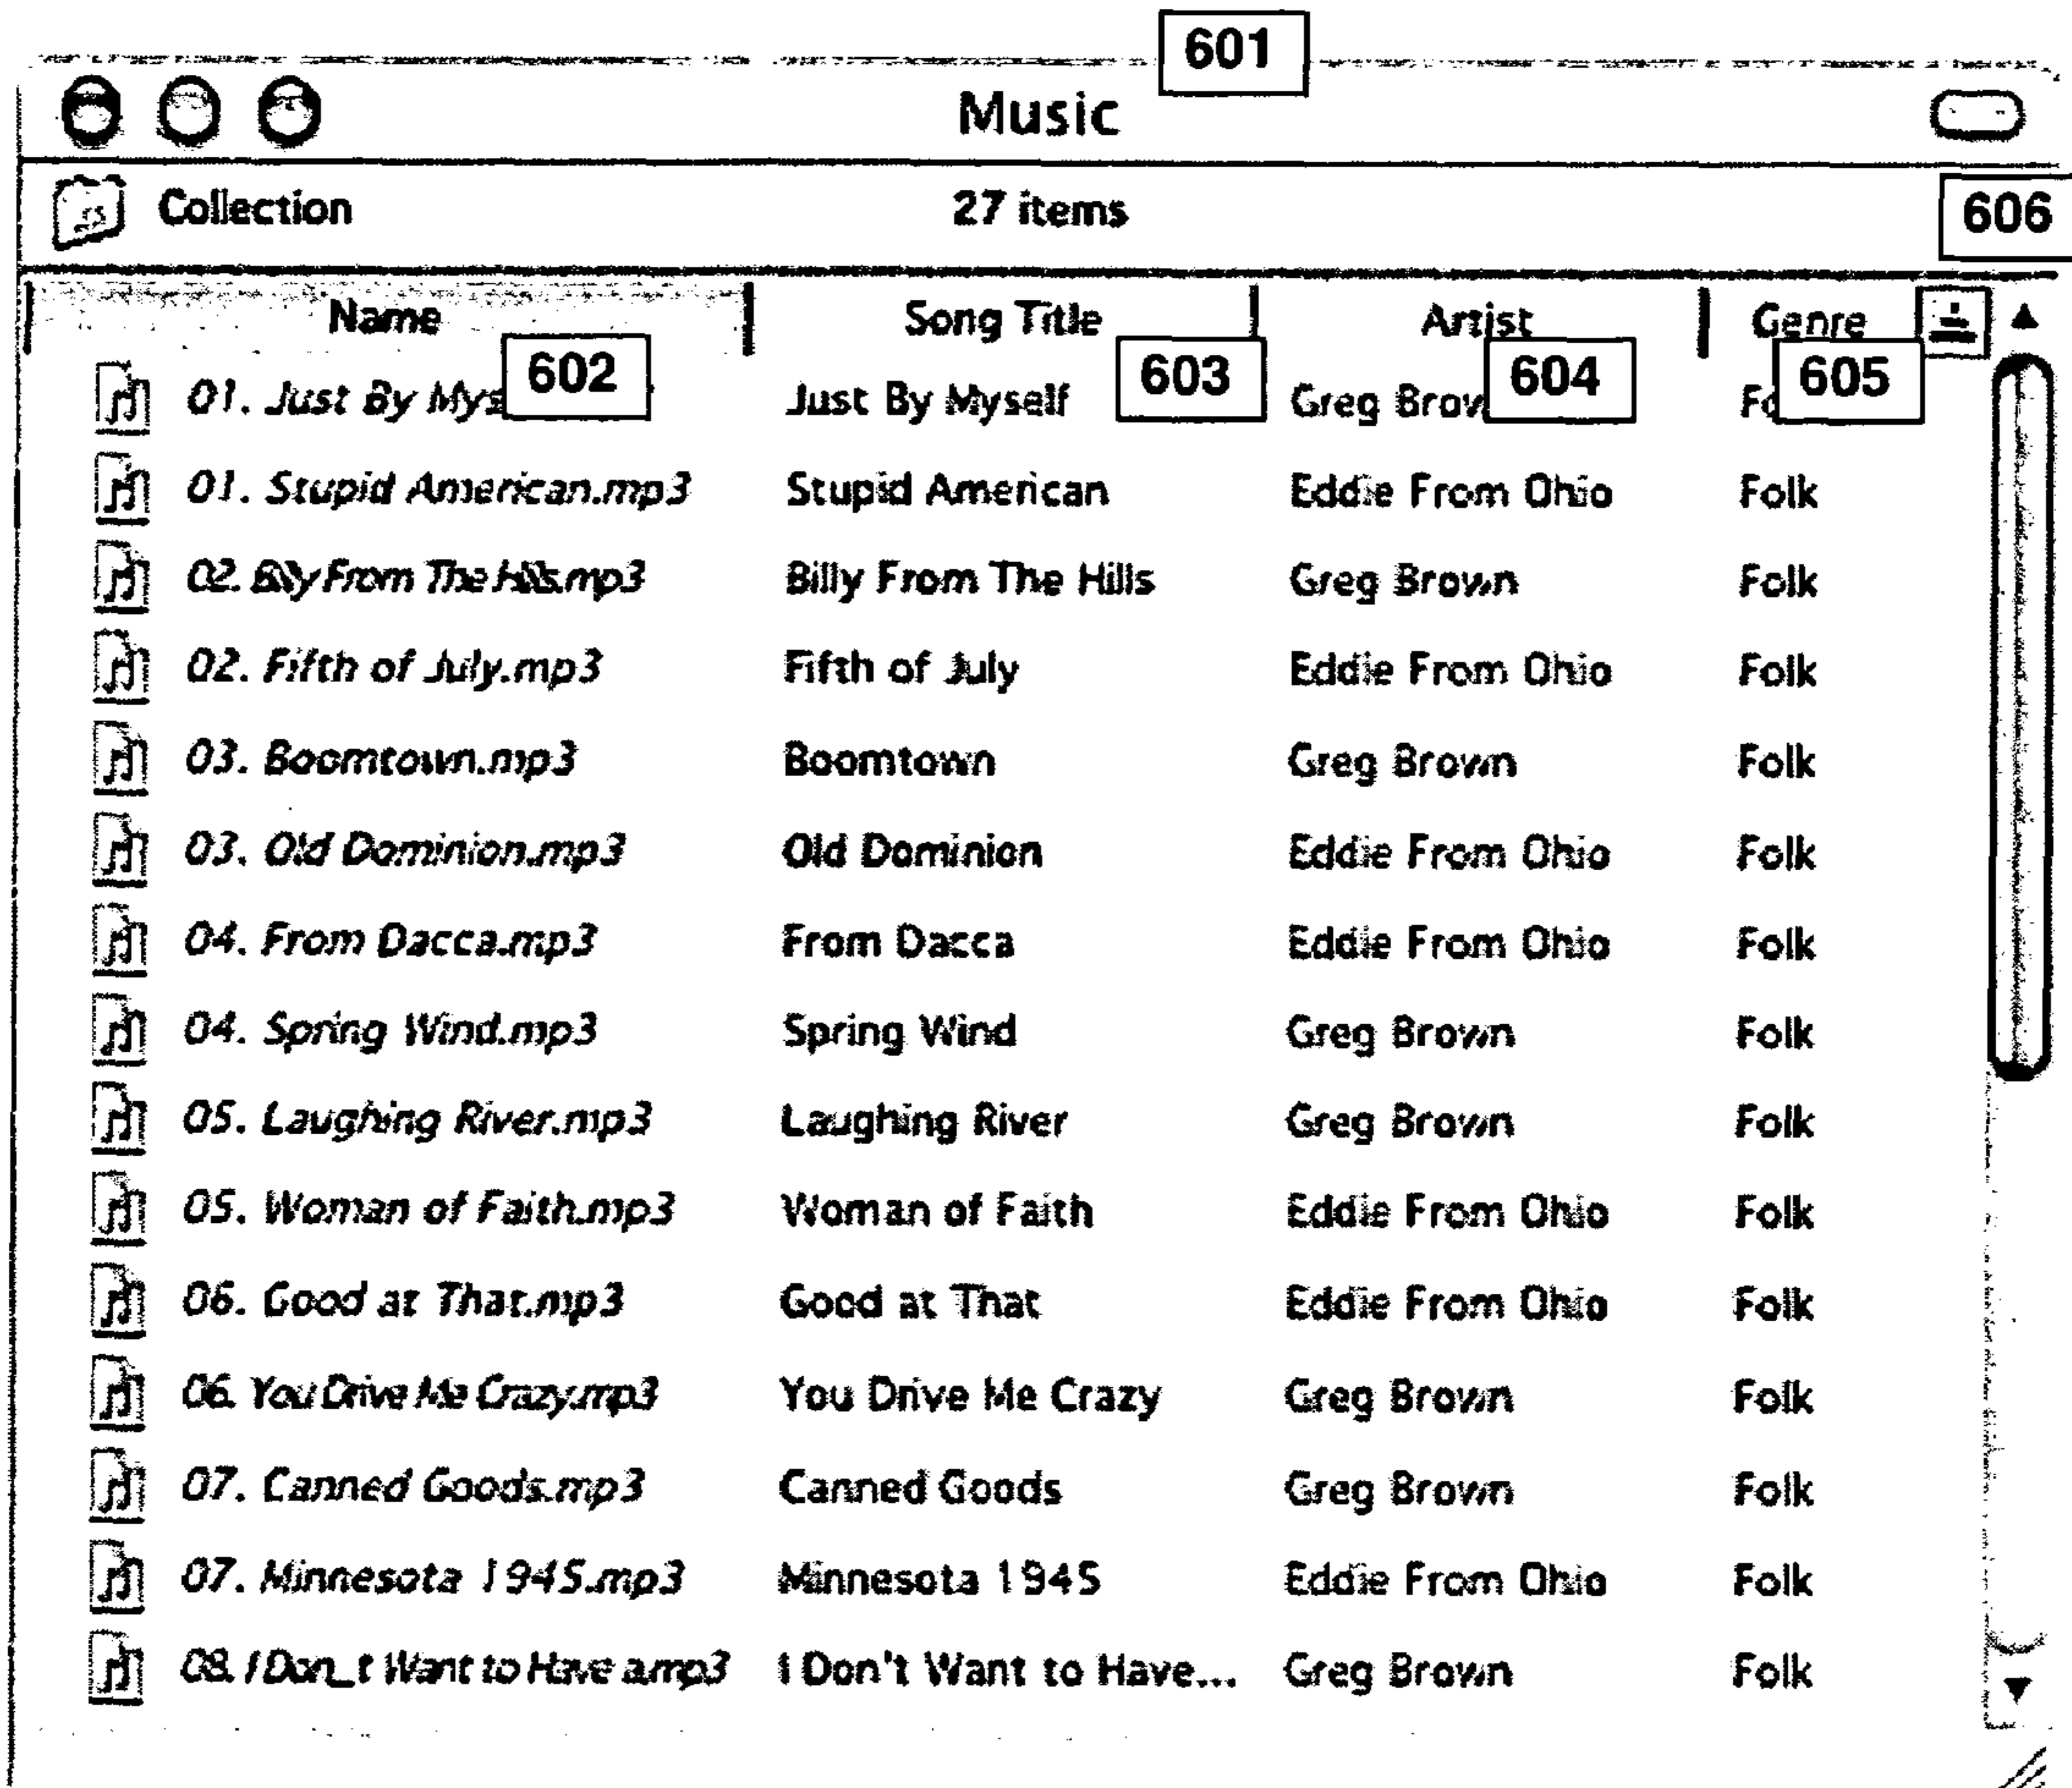 601
Music
Collection 27 items 606
Name Song Title Artist Genre
602 603 604 605
01. Just By Mys Just By Myself Greg Brow Fo
01. Stupid American.mp3 Stupid American Eddie From Ohio Folk
02. Billy From The Hills.mp3 Billy From The Hills Greg Brown Folk
02. Fifth of July.mp3 Fifth of July Eddie From Ohio Folk
03. Boomtown.mp3 Boomtown Greg Brown Folk
03. Old Dominion.mp3 Old Dominion Eddie From Ohio Folk
04. From Dacca.mp3 From Dacca Eddie From Ohio Folk
04. Spring Wind.mp3 Spring Wind Greg Brown Folk
05. Laughing River.mp3 Laughing River Greg Brown Folk
05. Woman of Faith.mp3 Woman of Faith Eddie From Ohio Folk
06. Good at That.mp3 Good at That Eddie From Ohio Folk
06. You Drive Me Crazy.mp3 You Drive Me Crazy Greg Brown Folk
07. Canned Goods.mp3 Canned Goods Greg Brown Folk
07. Minnesota 1945.mp3 Minnesota 1945 Eddie From Ohio Folk
08. I Don_t Want to Have a.mp3 I Don't Want to Have... Greg Brown Folk